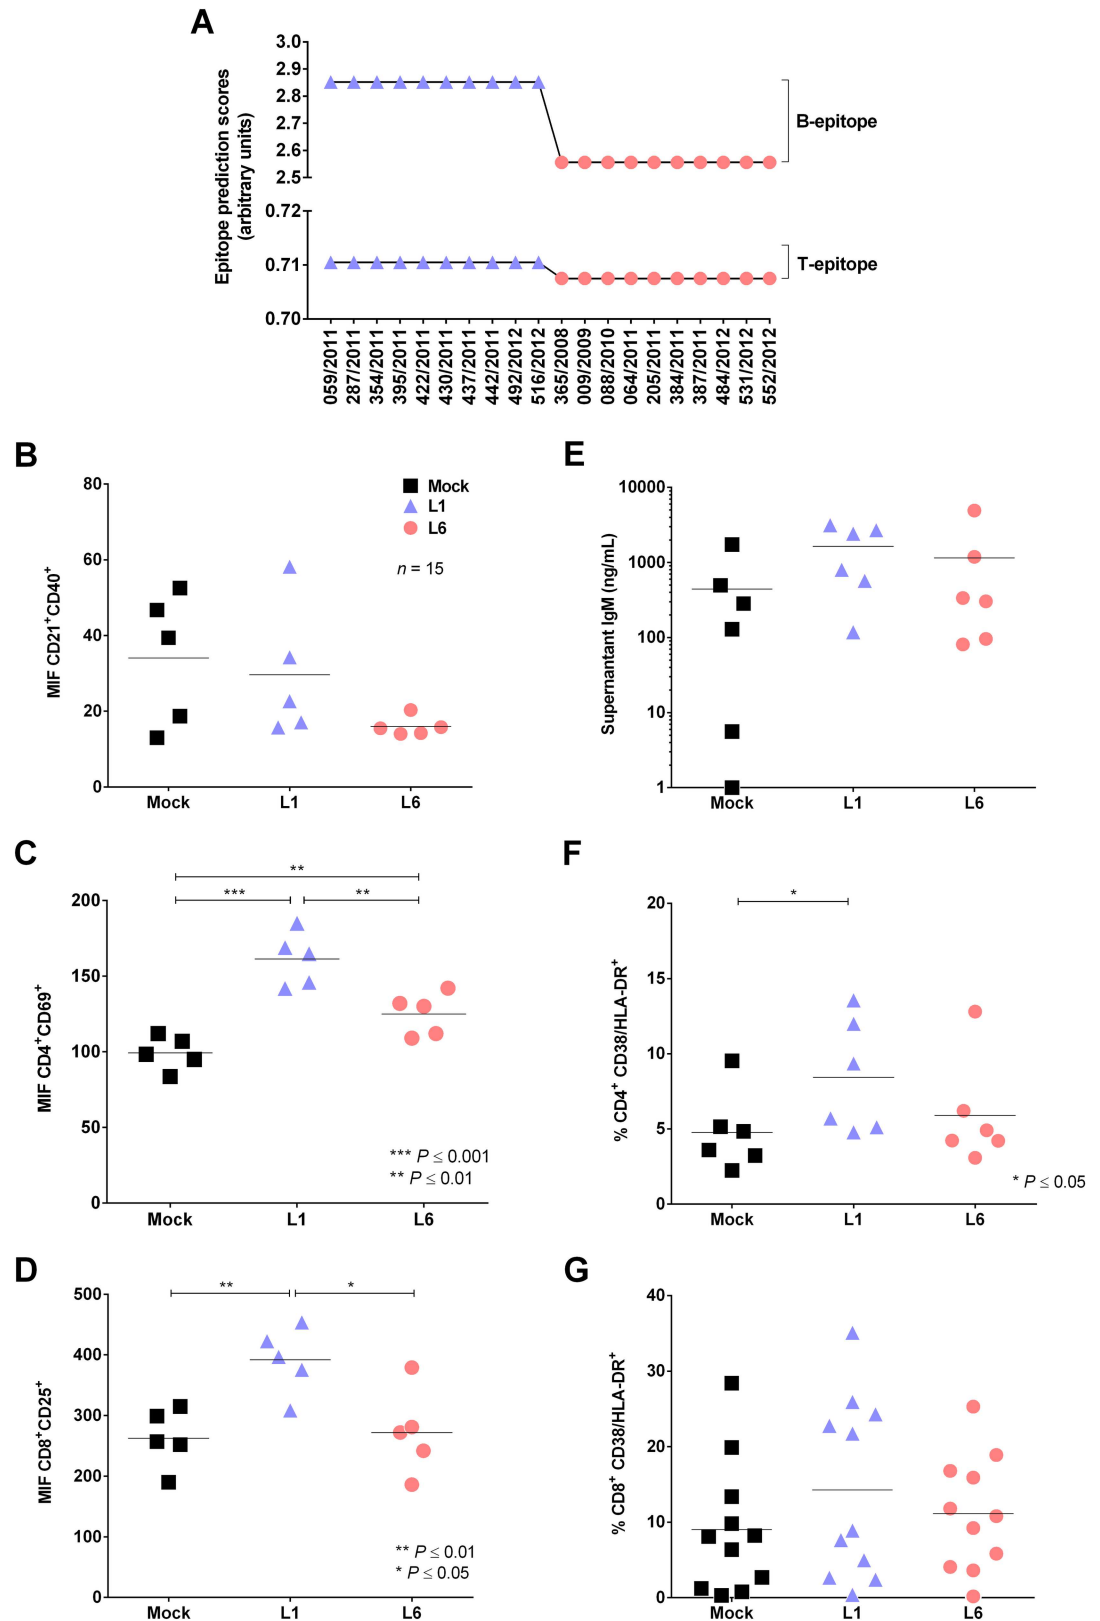 A
Epitope prediction scores
(arbitrary units)
3.0
2.9
2.8
2.7
2.6
2.5
0.72
0.71
0.70
B-epitope
T-epitope
059/2011
287/2011
354/2011
395/2011
422/2011
430/2011
437/2011
442/2011
492/2012
516/2012
365/2008
009/2009
088/2010
064/2011
205/2011
384/2011
387/2011
484/2012
531/2012
552/2012
B
MIF CD21⁺CD40⁺
80
60
40
20
0
Mock
L1
L6
n = 15
Mock
L1
L6
E
Supernantant IgM (ng/mL)
10000
1000
100
10
1
Mock
L1
L6
C
MIF CD4⁺CD69⁺
200
150
100
50
0
**
***
**
*** P ≤ 0.001
** P ≤ 0.01
Mock
L1
L6
F
% CD4⁺ CD38/HLA-DR⁺
20
15
10
5
0
*
* P ≤ 0.05
Mock
L1
L6
D
MIF CD8⁺CD25⁺
500
400
300
200
100
0
**
*
** P ≤ 0.01
* P ≤ 0.05
Mock
L1
L6
G
% CD8⁺ CD38/HLA-DR⁺
40
30
20
10
0
Mock
L1
L6